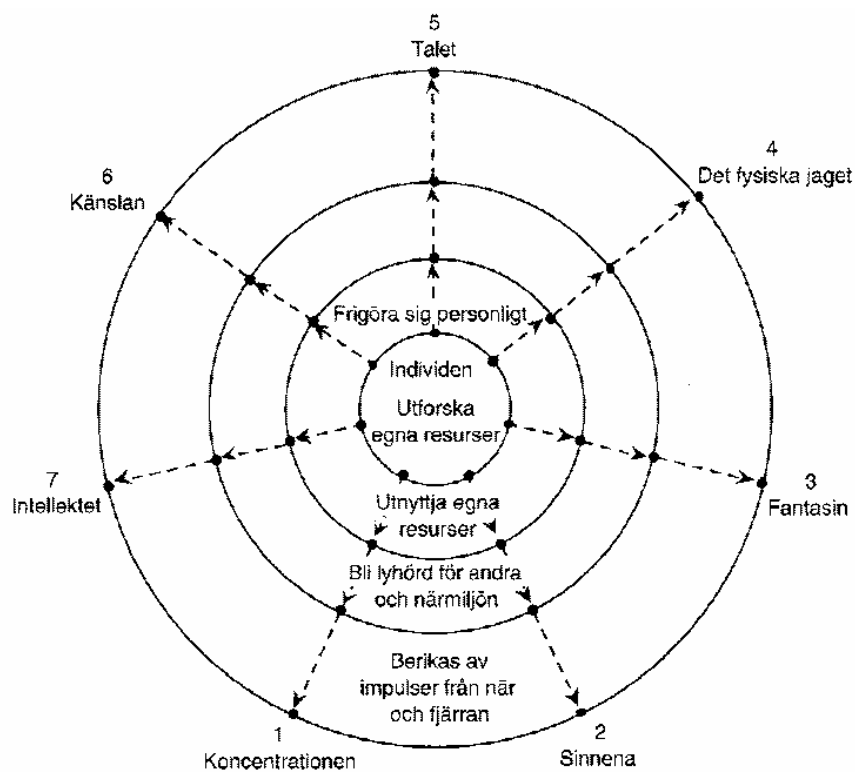 5
Talet
4
Det fysiska jaget
6
Känslan
Frigöra sig personligt
Individen
Utforska
egna resurser
7
Intellektet
3
Fantasin
Utnyttja egna
resurser
Bli lyhörd för andra
och närmiljön
Berikas av
impulser från när
och fjärran
1
Koncentrationen
2
Sinnena